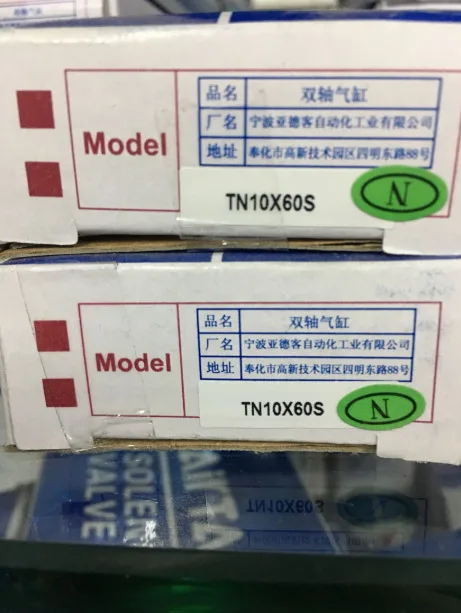 Model
品名 双轴气缸
厂名 宁波亚德客自动化工业有限公司
地址 奉化市高新技术园区四明东路88号
TN10X60S
N
Model
品名 双轴气缸
厂名 宁波亚德客自动化工业有限公司
地址 奉化市高新技术园区四明东路88号
TN10X60S
N
VALVE
TN10X60S